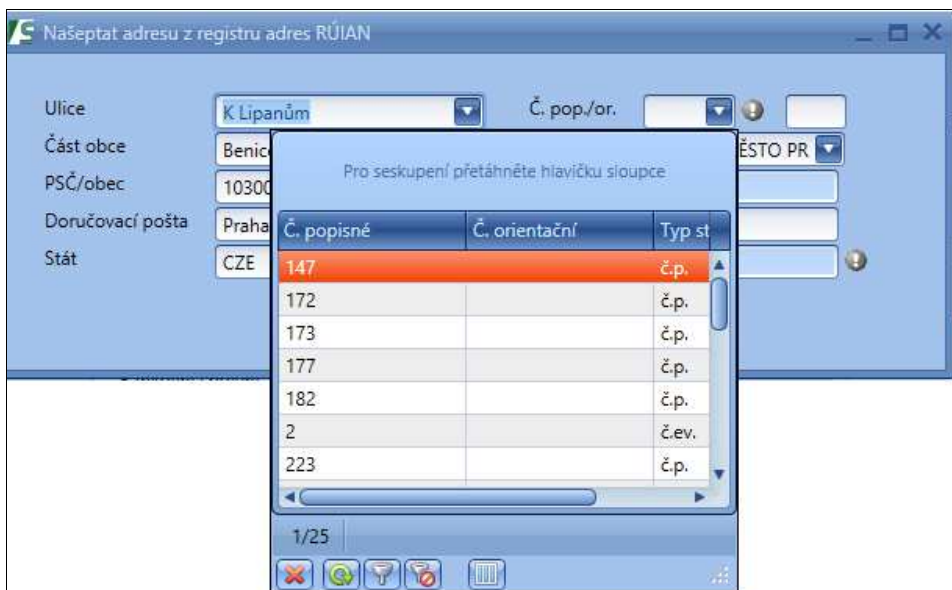 Našeptat adresu z registru adres RÚIAN
Ulice K Lipanům Č. pop./or.
Část obce ĚSTO PR
PSČ/obec 10300
Doručovací pošta Praha
Stát CZE
Pro seskupení přetáhněte hlavičku sloupce
Č. popisné Č. orientační Typ st
147 č.p.
172 č.p.
173 č.p.
177 č.p.
182 č.p.
2 č.ev.
223 č.p.
1/25